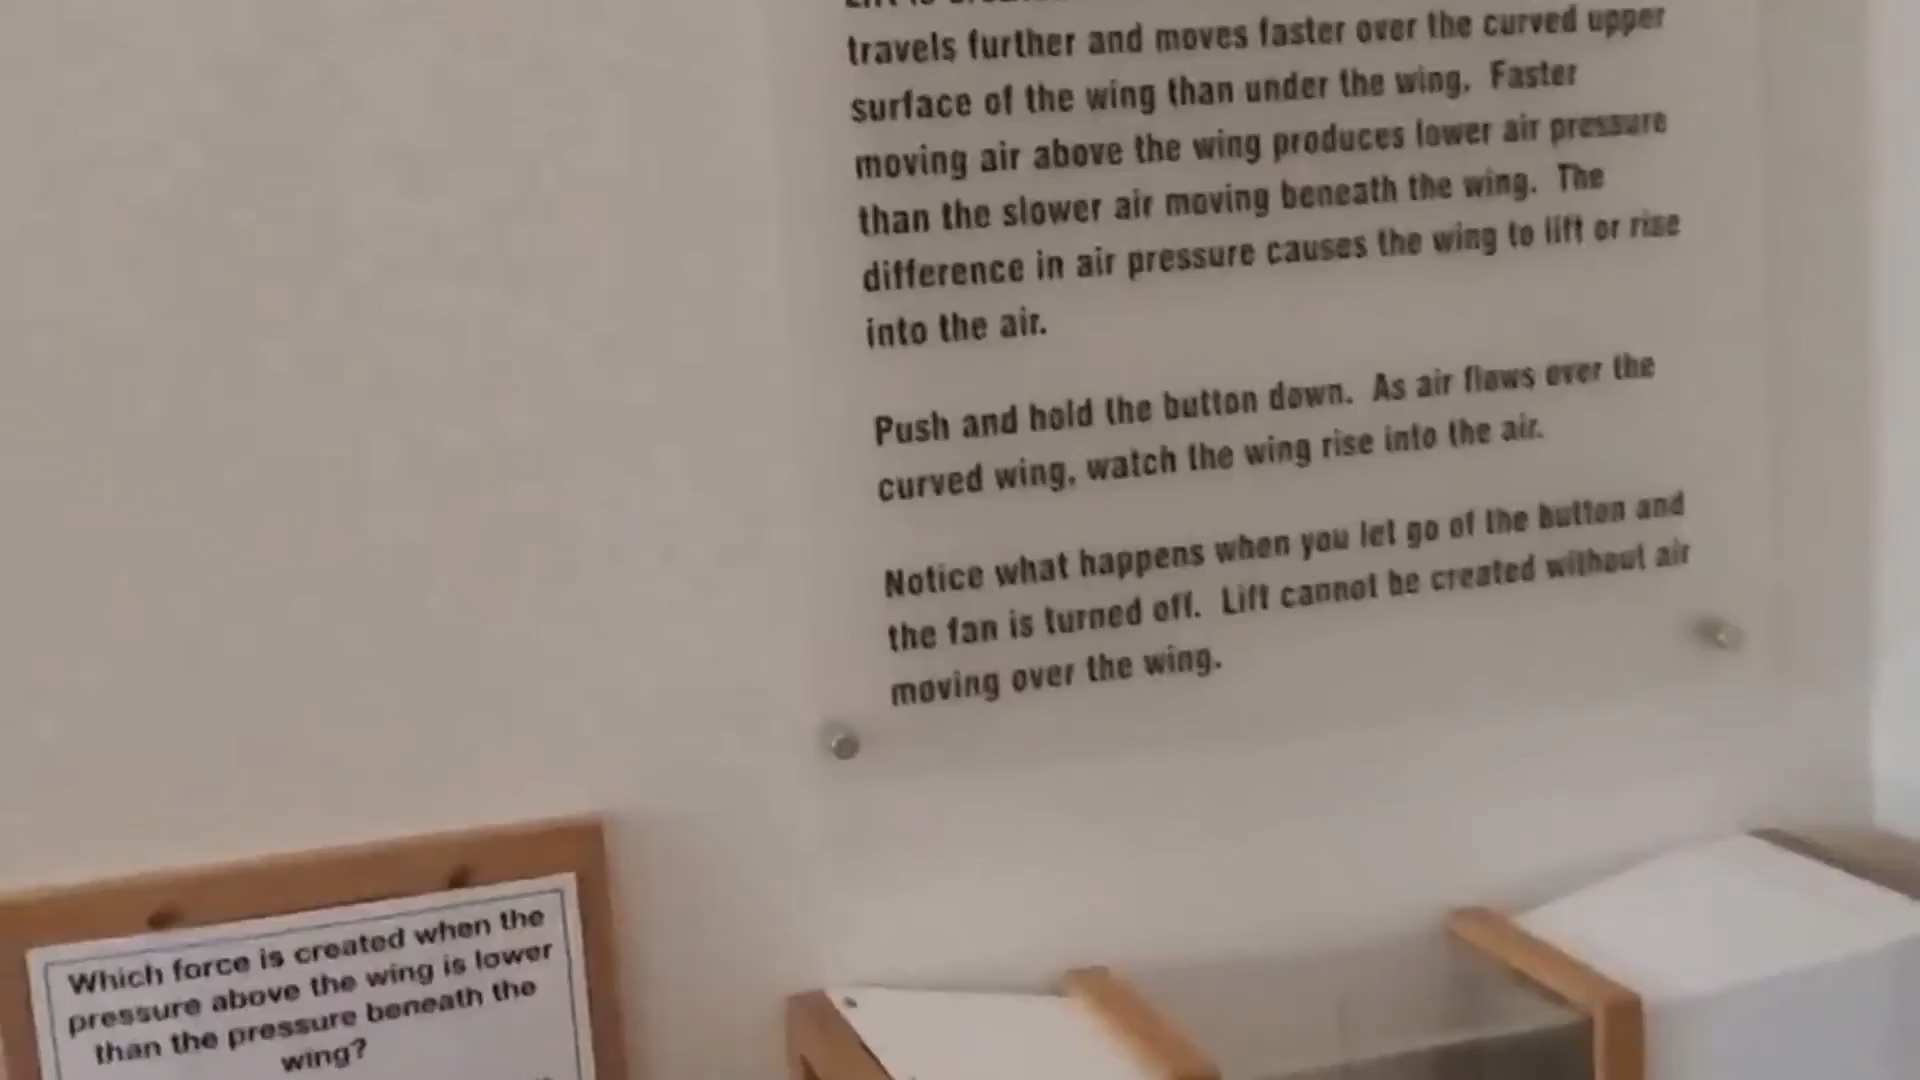 travels further and moves faster over the curved upper
surface of the wing than under the wing. Faster
moving air above the wing produces lower air pressure
than the slower air moving beneath the wing. The
difference in air pressure causes the wing to lift or rise
into the air.
Push and hold the button down. As air flows over the
curved wing, watch the wing rise into the air.
Notice what happens when you let go of the button and
the fan is turned off. Lift cannot be created without air
moving over the wing.
Which force is created when the
pressure above the wing is lower
than the pressure beneath the
wing?